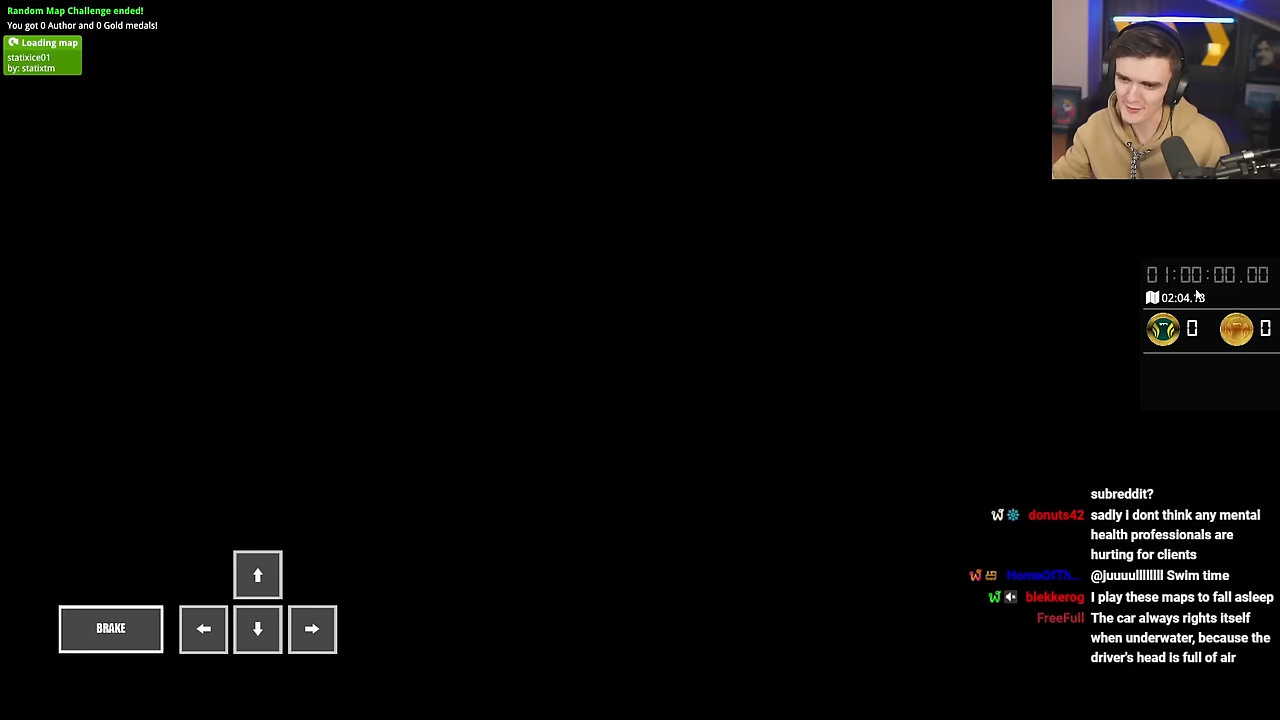 Random Map Challenge ended!
You got 0 Author and 0 Gold medals!
Loading map
statixice01
by: statixtm
01:00:00.00
02:04.
0
0
subreddit?
donuts42 sadly i dont think any mental
health professionals are
hurting for clients
HomeOfTh... @juuuulllllll Swim time
blekkerog I play these maps to fall asleep
FreeFull The car always rights itself
when underwater, because the
driver's head is full of air
BRAKE